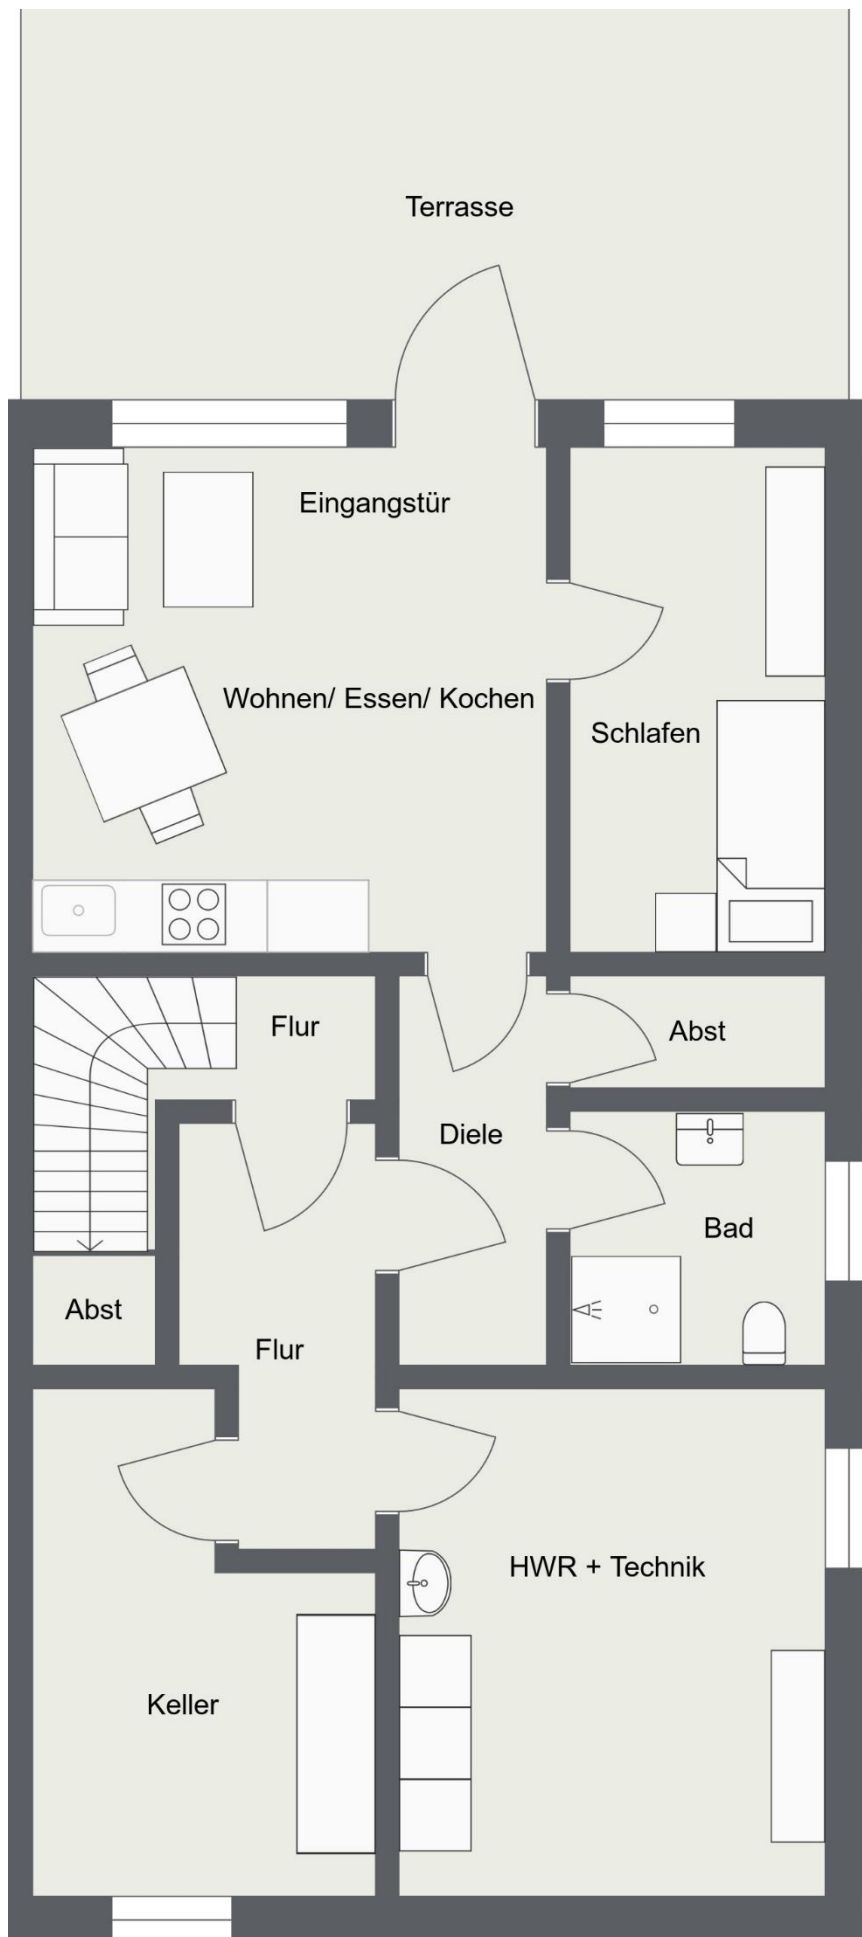 Terrasse
Eingangstür
Wohnen/ Essen/ Kochen
Schlafen
Flur
Abst
Diele
Bad
Abst
Flur
HWR + Technik
Keller